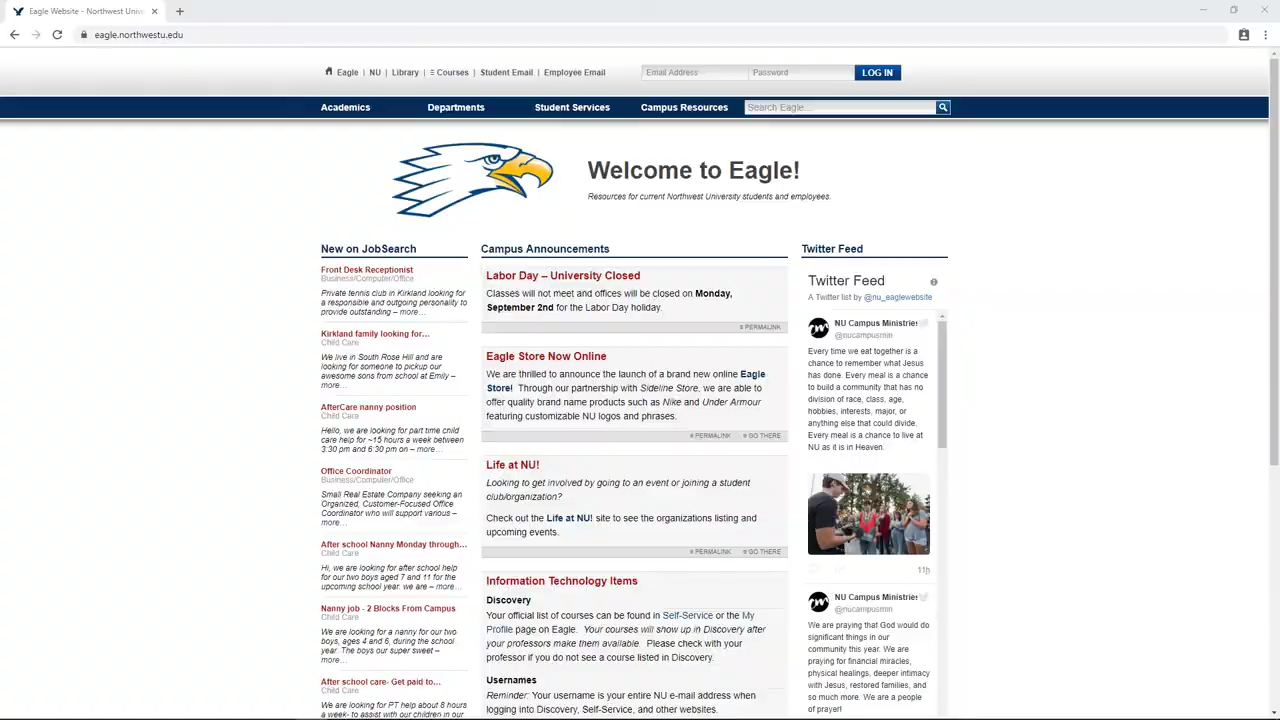 Eagle Website - Northwest Univ
eagle.northwestu.edu
Eagle | NU | Library | Courses | Student Email | Employee Email
Email Address Password LOG IN
Academics Departments Student Services Campus Resources Search Eagle...
Welcome to Eagle!
Resources for current Northwest University students and employees.
New on JobSearch
Front Desk Receptionist
Business/Computer/Office
Private tennis club in Kirkland looking for
a responsible and outgoing personality to
provide outstanding – more...
Kirkland family looking for...
Child Care
We live in South Rose Hill and are
looking for someone to pickup our
awesome sons from school at Emily –
more...
AfterCare nanny position
Child Care
Hello, we are looking for part time child
care help for ~15 hours a week between
3:30 pm and 6:30 pm on – more...
Office Coordinator
Business/Computer/Office
Small Real Estate Company seeking an
Organized, Customer-Focused Office
Coordinator who will support various –
more...
After school Nanny Monday through...
Child Care
Hi, we are looking for after school help
for our two boys aged 7 and 11 for the
upcoming school year. we are – more...
Nanny job - 2 Blocks From Campus
Child Care
We are looking for a nanny for our two
boys, ages 4 and 6, during the school
year. The boys our super sweet –
more...
After school care- Get paid to...
Child Care
We are looking for PT help about 8 hours
a week- to assist with our children in our
Campus Announcements
Labor Day – University Closed
Classes will not meet and offices will be closed on Monday,
September 2nd for the Labor Day holiday.
# PERMALINK
Eagle Store Now Online
We are thrilled to announce the launch of a brand new online Eagle
Store! Through our partnership with Sideline Store, we are able to
offer quality brand name products such as Nike and Under Armour
featuring customizable NU logos and phrases.
# PERMALINK # GO THERE
Life at NU!
Looking to get involved by going to an event or joining a student
club/organization?
Check out the Life at NU! site to see the organizations listing and
upcoming events.
# PERMALINK # GO THERE
Information Technology Items
Discovery
Your official list of courses can be found in Self-Service or the My
Profile page on Eagle. Your courses will show up in Discovery after
your professors make them available. Please check with your
professor if you do not see a course listed in Discovery.
Usernames
Reminder: Your username is your entire NU e-mail address when
logging into Discovery, Self-Service, and other websites.
Twitter Feed
Twitter Feed
A Twitter list by @nu_eaglewebsite
NU Campus Ministries
@nucampusmin
Every time we eat together is a
chance to remember what Jesus
has done. Every meal is a chance
to build a community that has no
division of race, class, age,
hobbies, interests, major, or
anything else that could divide.
Every meal is a chance to live at
NU as it is in Heaven.
11h
NU Campus Ministries
@nucampusmin
We are praying that God would do
significant things in our
community this year. We are
praying for financial miracles,
physical healings, deeper intimacy
with Jesus, restored families, and
so much more. We are a people
of prayer!